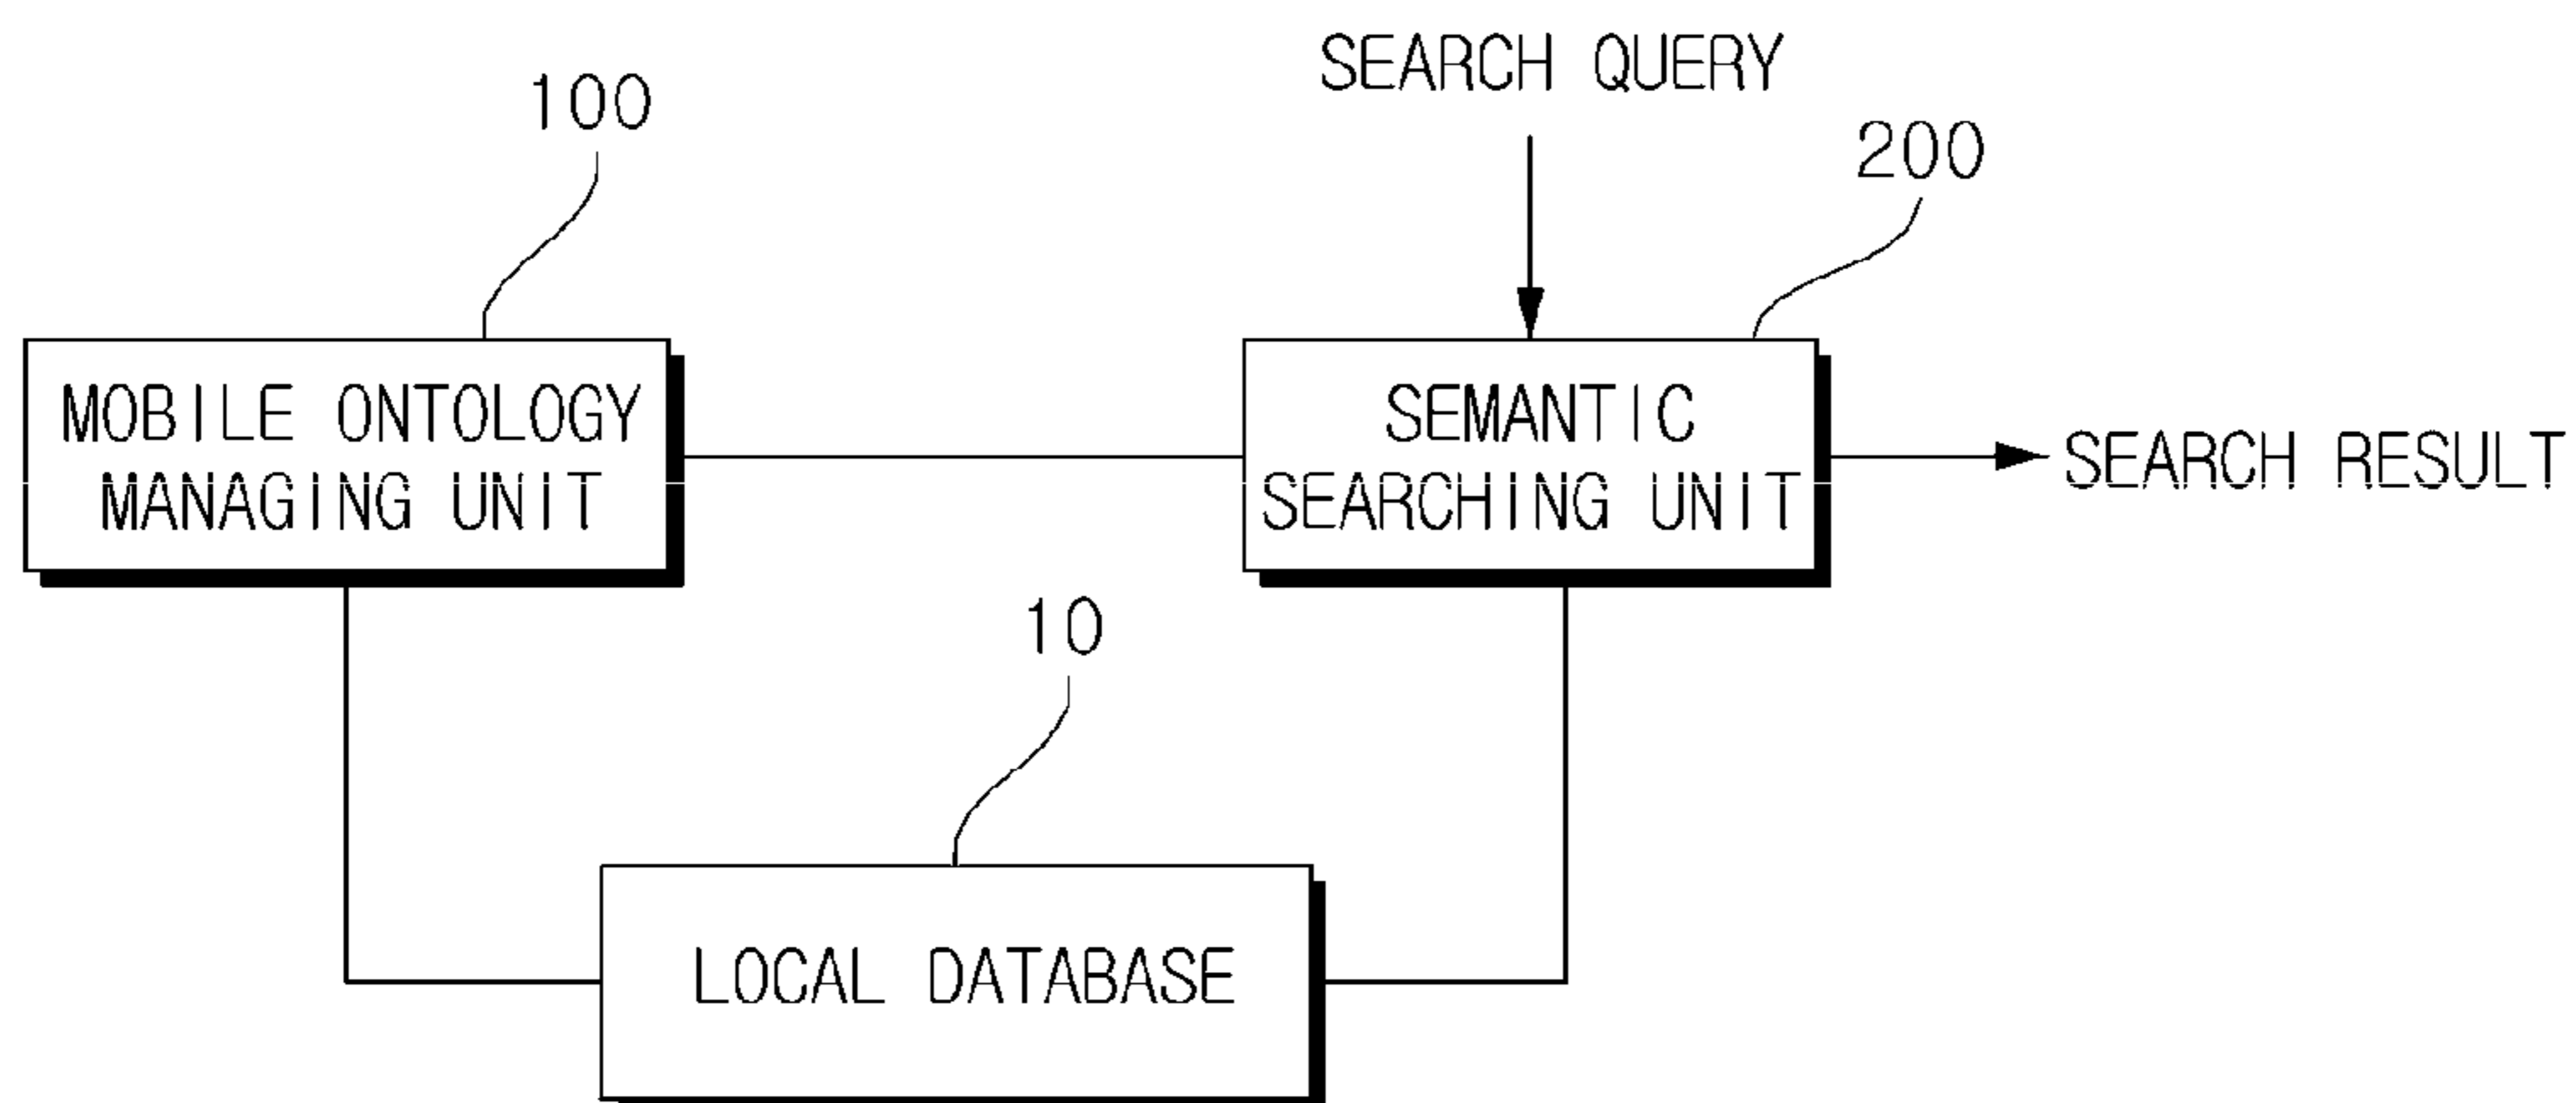 SEARCH QUERY
100
200
MOBILE ONTOLOGY
MANAGING UNIT
SEMANTIC
SEARCHING UNIT
SEARCH RESULT
10
LOCAL DATABASE